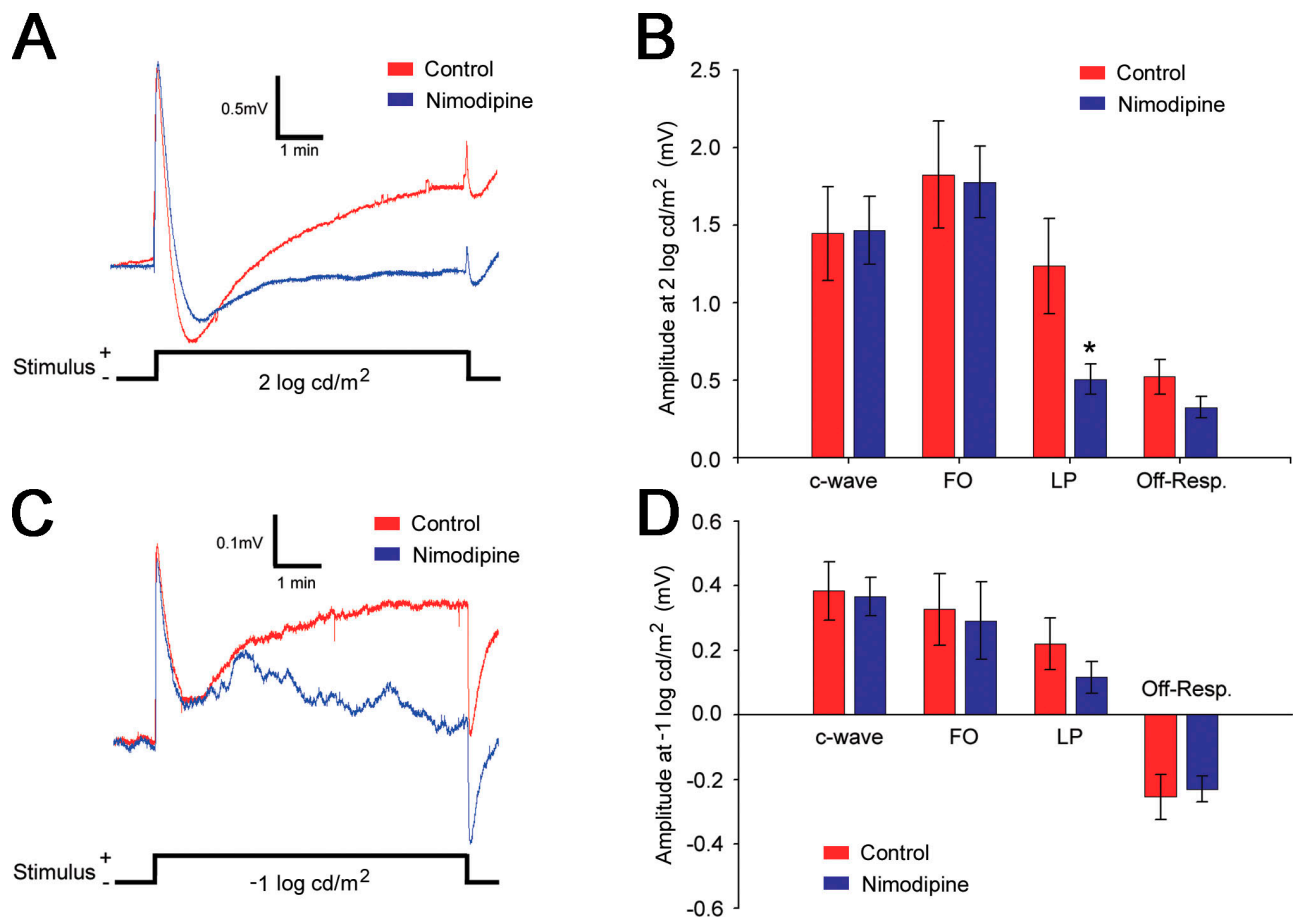 A
Control
Nimodipine
0.5mV
1 min
Stimulus + -
2 log cd/m²
B
Control
Nimodipine
Amplitude at 2 log cd/m² (mV)
2.5
2.0
1.5
1.0
0.5
0.0
*
c-wave FO LP Off-Resp.
C
Control
Nimodipine
0.1mV
1 min
Stimulus + -
-1 log cd/m²
D
Amplitude at -1 log cd/m² (mV)
0.6
0.4
0.2
0.0
-0.2
-0.4
-0.6
Off-Resp.
c-wave FO LP
Control
Nimodipine